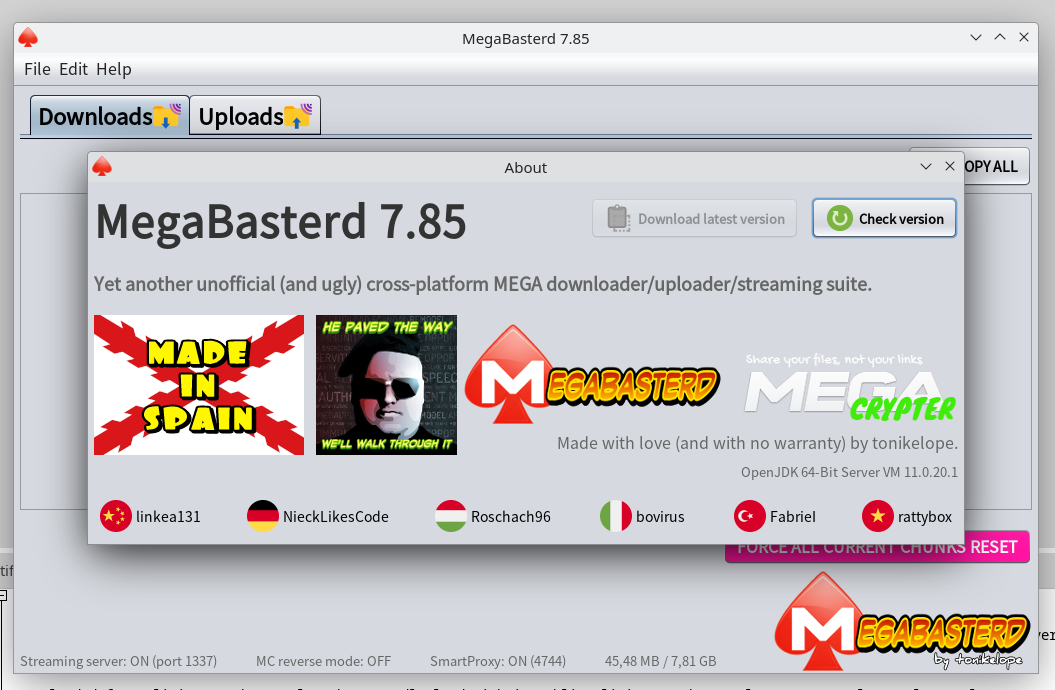 MegaBasterd 7.85
File Edit Help
Downloads
Uploads
OPY ALL
About
MegaBasterd 7.85
Download latest version
Check version
Yet another unofficial (and ugly) cross-platform MEGA downloader/uploader/streaming suite.
MADE
IN
SPAIN
HE PAVED THE WAY
WE'LL WALK THROUGH IT
MEGABASTERD
Share your files, not your links
MEGA
CRYPTER
Made with love (and with no warranty) by tonikelope.
OpenJDK 64-Bit Server VM 11.0.20.1
linkea131
NieckLikesCode
Roschach96
bovirus
FabrieI
rattybox
FORCE ALL CURRENT CHUNKS RESET
tif
MEGABASTERD
by tonikelope
ver
Streaming server: ON (port 1337)
MC reverse mode: OFF
SmartProxy: ON (4744)
45,48 MB / 7,81 GB